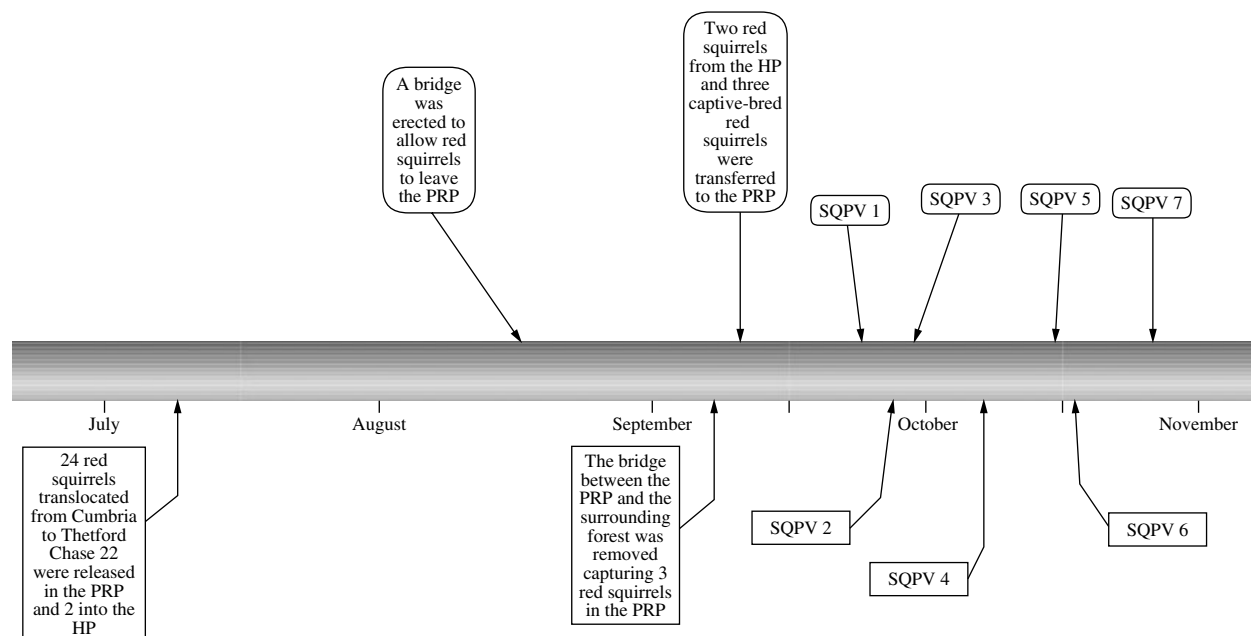 A bridge
was
erected to
allow red
squirrels
to leave
the PRP
Two red
squirrels
from the HP
and three
captive-bred
red
squirrels
were
transferred
to the PRP
SQPV 1
SQPV 3
SQPV 5
SQPV 7
July
August
September
October
November
24 red
squirrels
translocated
from Cumbria
to Thetford
Chase 22
were released
in the PRP
and 2 into the
HP
The bridge
between the
PRP and the
surrounding
forest was
removed
capturing 3
red squirrels
in the PRP
SQPV 2
SQPV 4
SQPV 6